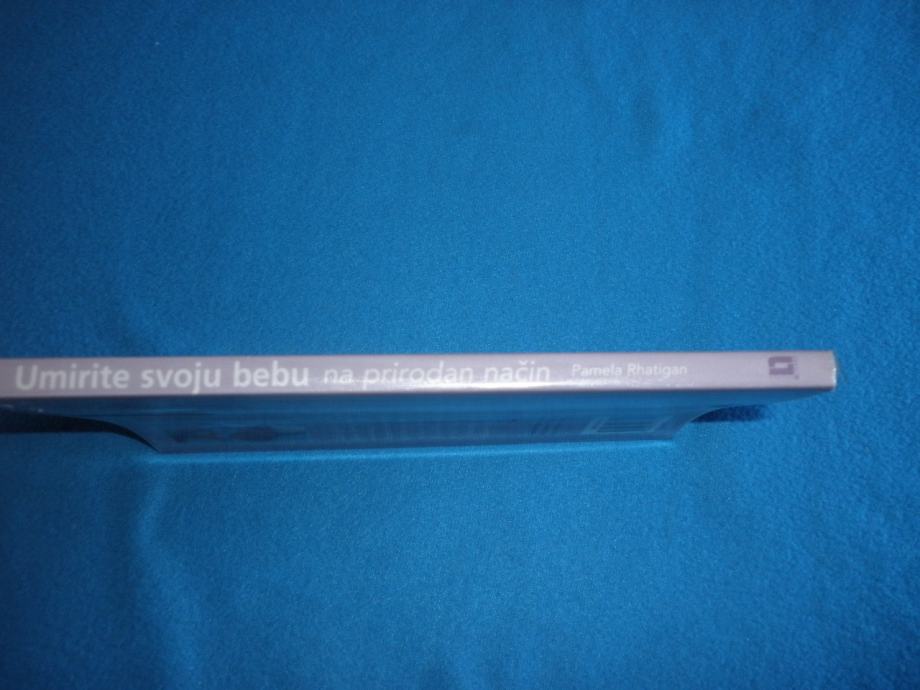 Umirite svoju bebu na prirodan način Pamela Rhatigan